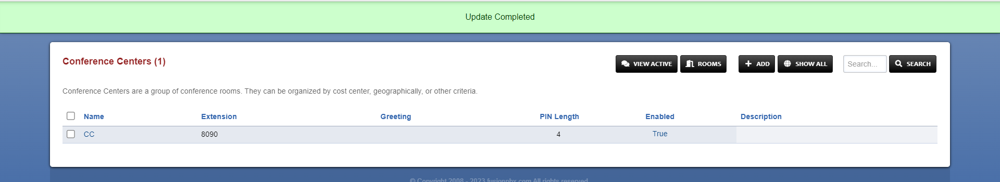 Update Completed
Conference Centers (1)
VIEW ACTIVE
ROOMS
ADD
SHOW ALL
Search...
SEARCH
Conference Centers are a group of conference rooms. They can be organized by cost center, geographically, or other criteria.
Name Extension Greeting PIN Length Enabled Description
CC 8090 4 True
© Copyright 2008 - 2023 fusionpbx.com All rights reserved